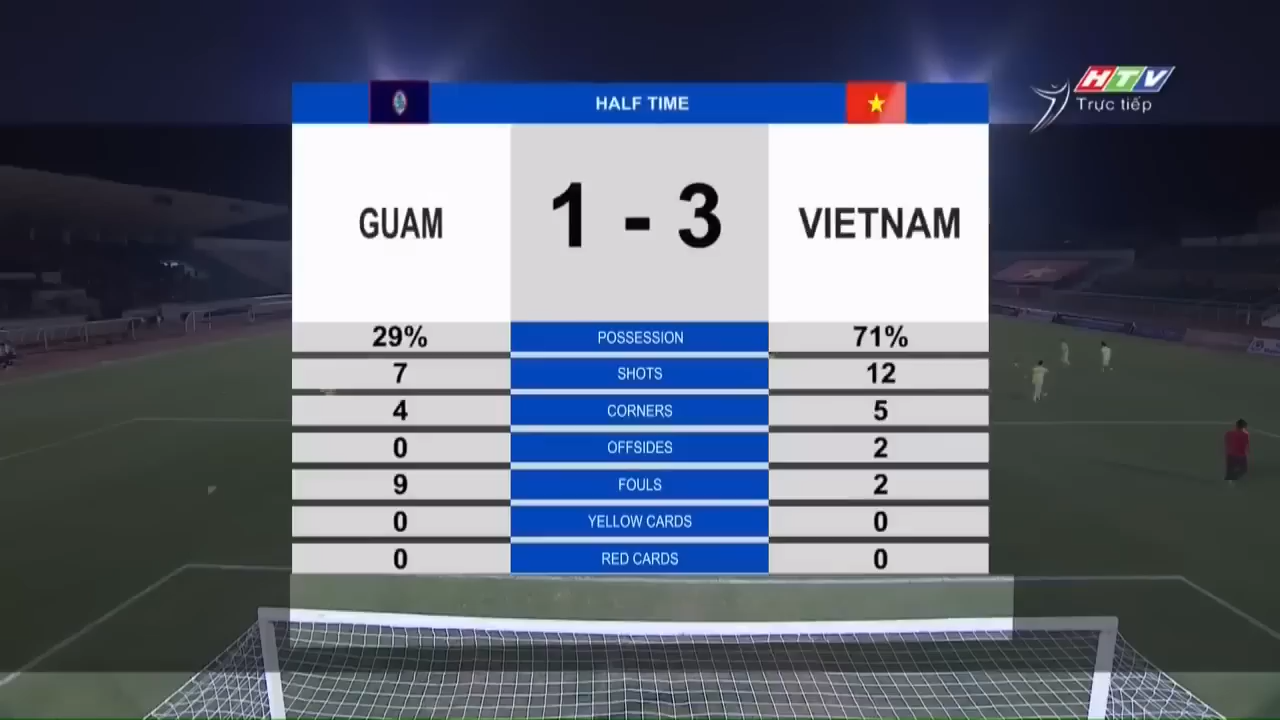 HALF TIME
HTV
Trực tiếp
GUAM 1 - 3 VIETNAM
29% POSSESSION 71%
7 SHOTS 12
4 CORNERS 5
0 OFFSIDES 2
9 FOULS 2
0 YELLOW CARDS 0
0 RED CARDS 0